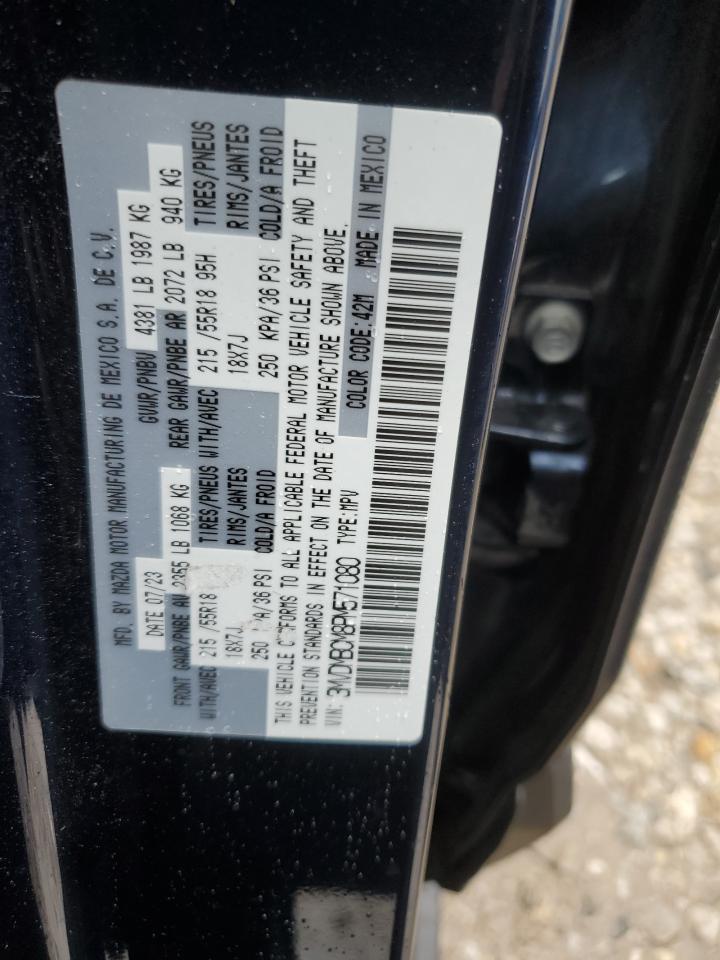 MFD. BY MAZDA MOTOR MANUFACTURING DE MEXICO S.A. DE C.V.
DATE 07/23 GVWR/PNBV 4381 LB 1987 KG
FRONT GAWR/PNBE AV 2355 LB 1068 KG REAR GAWR/PNBE AR 2072 LB 940 KG
WITH/AVEC 215 /55R18 TIRES/PNEUS WITH/AVEC 215 /55R18 95H TIRES/PNEUS
18X7J RIMS/JANTES 18X7J RIMS/JANTES
250 KPA/36 PSI COLD/A FROID 250 KPA/36 PSI COLD/A FROID
THIS VEHICLE CONFORMS TO ALL APPLICABLE FEDERAL MOTOR VEHICLE SAFETY AND THEFT
PREVENTION STANDARDS IN EFFECT ON THE DATE OF MANUFACTURE SHOWN ABOVE.
VIN: 3MVDMBCM8PM571080 TYPE:MPV COLOR CODE:42M MADE IN MEXICO